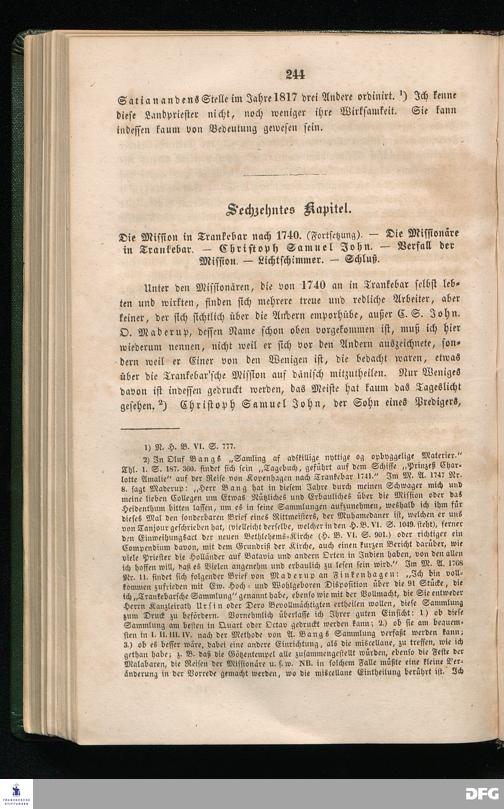 244
Satianandens Stelle im Jahre 1817 drei Andere ordinirt. ¹) Ich kenne
diese Landpriester nicht, noch weniger ihre Wirksamkeit. Sie kann
indessen kaum von Bedeutung gewesen sein.
Sechzehntes Kapitel.
Die Mission in Trankebar nach 1740. (Fortsetzung). — Die Missionäre
in Trankebar. — Christoph Samuel John. — Verfall der
Mission. — Lichtschimmer. — Schluß.
Unter den Missionären, die von 1740 an in Trankebar selbst leb-
ten und wirkten, finden sich mehrere treue und redliche Arbeiter, aber
keiner, der sich sichtlich über die Andern emporhübe, außer C. S. John.
O. Maderup, dessen Name schon oben vorgekommen ist, muß ich hier
wiederum nennen, nicht weil er sich vor den Andern auszeichnete, son-
dern weil er Einer von den Wenigen ist, die bedacht waren, etwas
über die Trankebar'sche Mission auf dänisch mitzutheilen. Nur Weniges
davon ist indessen gedruckt werden, das Meiste hat kaum das Tageslicht
gesehen. ²) Christoph Samuel John, der Sohn eines Predigers,
1) N. H. B. VI. S. 777.
2) In Oluf Bangs „Samling af adskillige nyttige og opbyggelige Materier."
Thl. 1. S. 187. 360. findet sich sein „Tagebuch, geführt auf dem Schiffe „Prinzeß Char-
lotte Amalie" auf der Reise von Kopenhagen nach Trankebar 1741." Im M. A. 1747 Nr.
8. sagt Maderup: „Herr Bang hat in diesem Jahre durch meinen Schwager mich und
meine lieben Collegen um Etwas Nützliches und Erbauliches über die Mission oder das
Heidenthum bitten lassen, um es in seine Sammlungen aufzunehmen, weshalb ich ihm für
dieses Mal den sonderbaren Brief eines Rittmeisters, der Muhamedaner ist, welchen er uns
von Tanjour geschrieben hat, (vielleicht derselbe, welcher in den H. B. VI. S. 1049. steht), ferner
den Einweihungsact der neuen Bethlehems-Kirche (H. B. VI. S. 901.) oder richtiger ein
Compendium davon, mit dem Grundriß der Kirche, auch einen kurzen Bericht darüber, wie
viele Priester die Holländer auf Batavia und andern Orten in Indien haben, von den allen
ich hoffen will, daß es Vielen angenehm und erbaulich zu lesen sein wird." Im M. A. 1768
Nr. 11. findet sich folgender Brief von Maderup an Finkenhagen: „Ich bin voll-
kommen zufrieden mit Ew. Hoch- und Wohlgeboren Disposition über die 91 Stücke, die
ich „Trankebarsche Sammlung" genannt habe, ebenso wie mit der Vollmacht, die Sie entweder
Herrn Kanzleirath Ursin oder Dero Bevollmächtigten ertheilen wollen, diese Sammlung
zum Druck zu befördern. Vornehmlich überlasse ich Ihrer guten Einsicht: 1) ob diese
Sammlung am besten in Quart oder Octav gedruckt werden kann; 2.) ob sie am bequem-
sten in I. II. III. IV. nach der Methode von A. Bangs Sammlung verfaßt werden kann;
3.) ob es besser wäre, dabei eine andere Einrichtung, als die miscellane, zu treffen, wie ich
gethan habe; z. B. daß die Götzentempel alle zusammengestellt würden, ebenso die Feste der
Malabaren, die Reisen der Missionäre u. s. w. NB. in solchem Falle müßte eine kleine Ver-
änderung in der Vorrede gemacht werden, wo die miscellane Eintheilung berührt ist. Ich
FRANCKESCHE
STIFTUNGEN
DFG